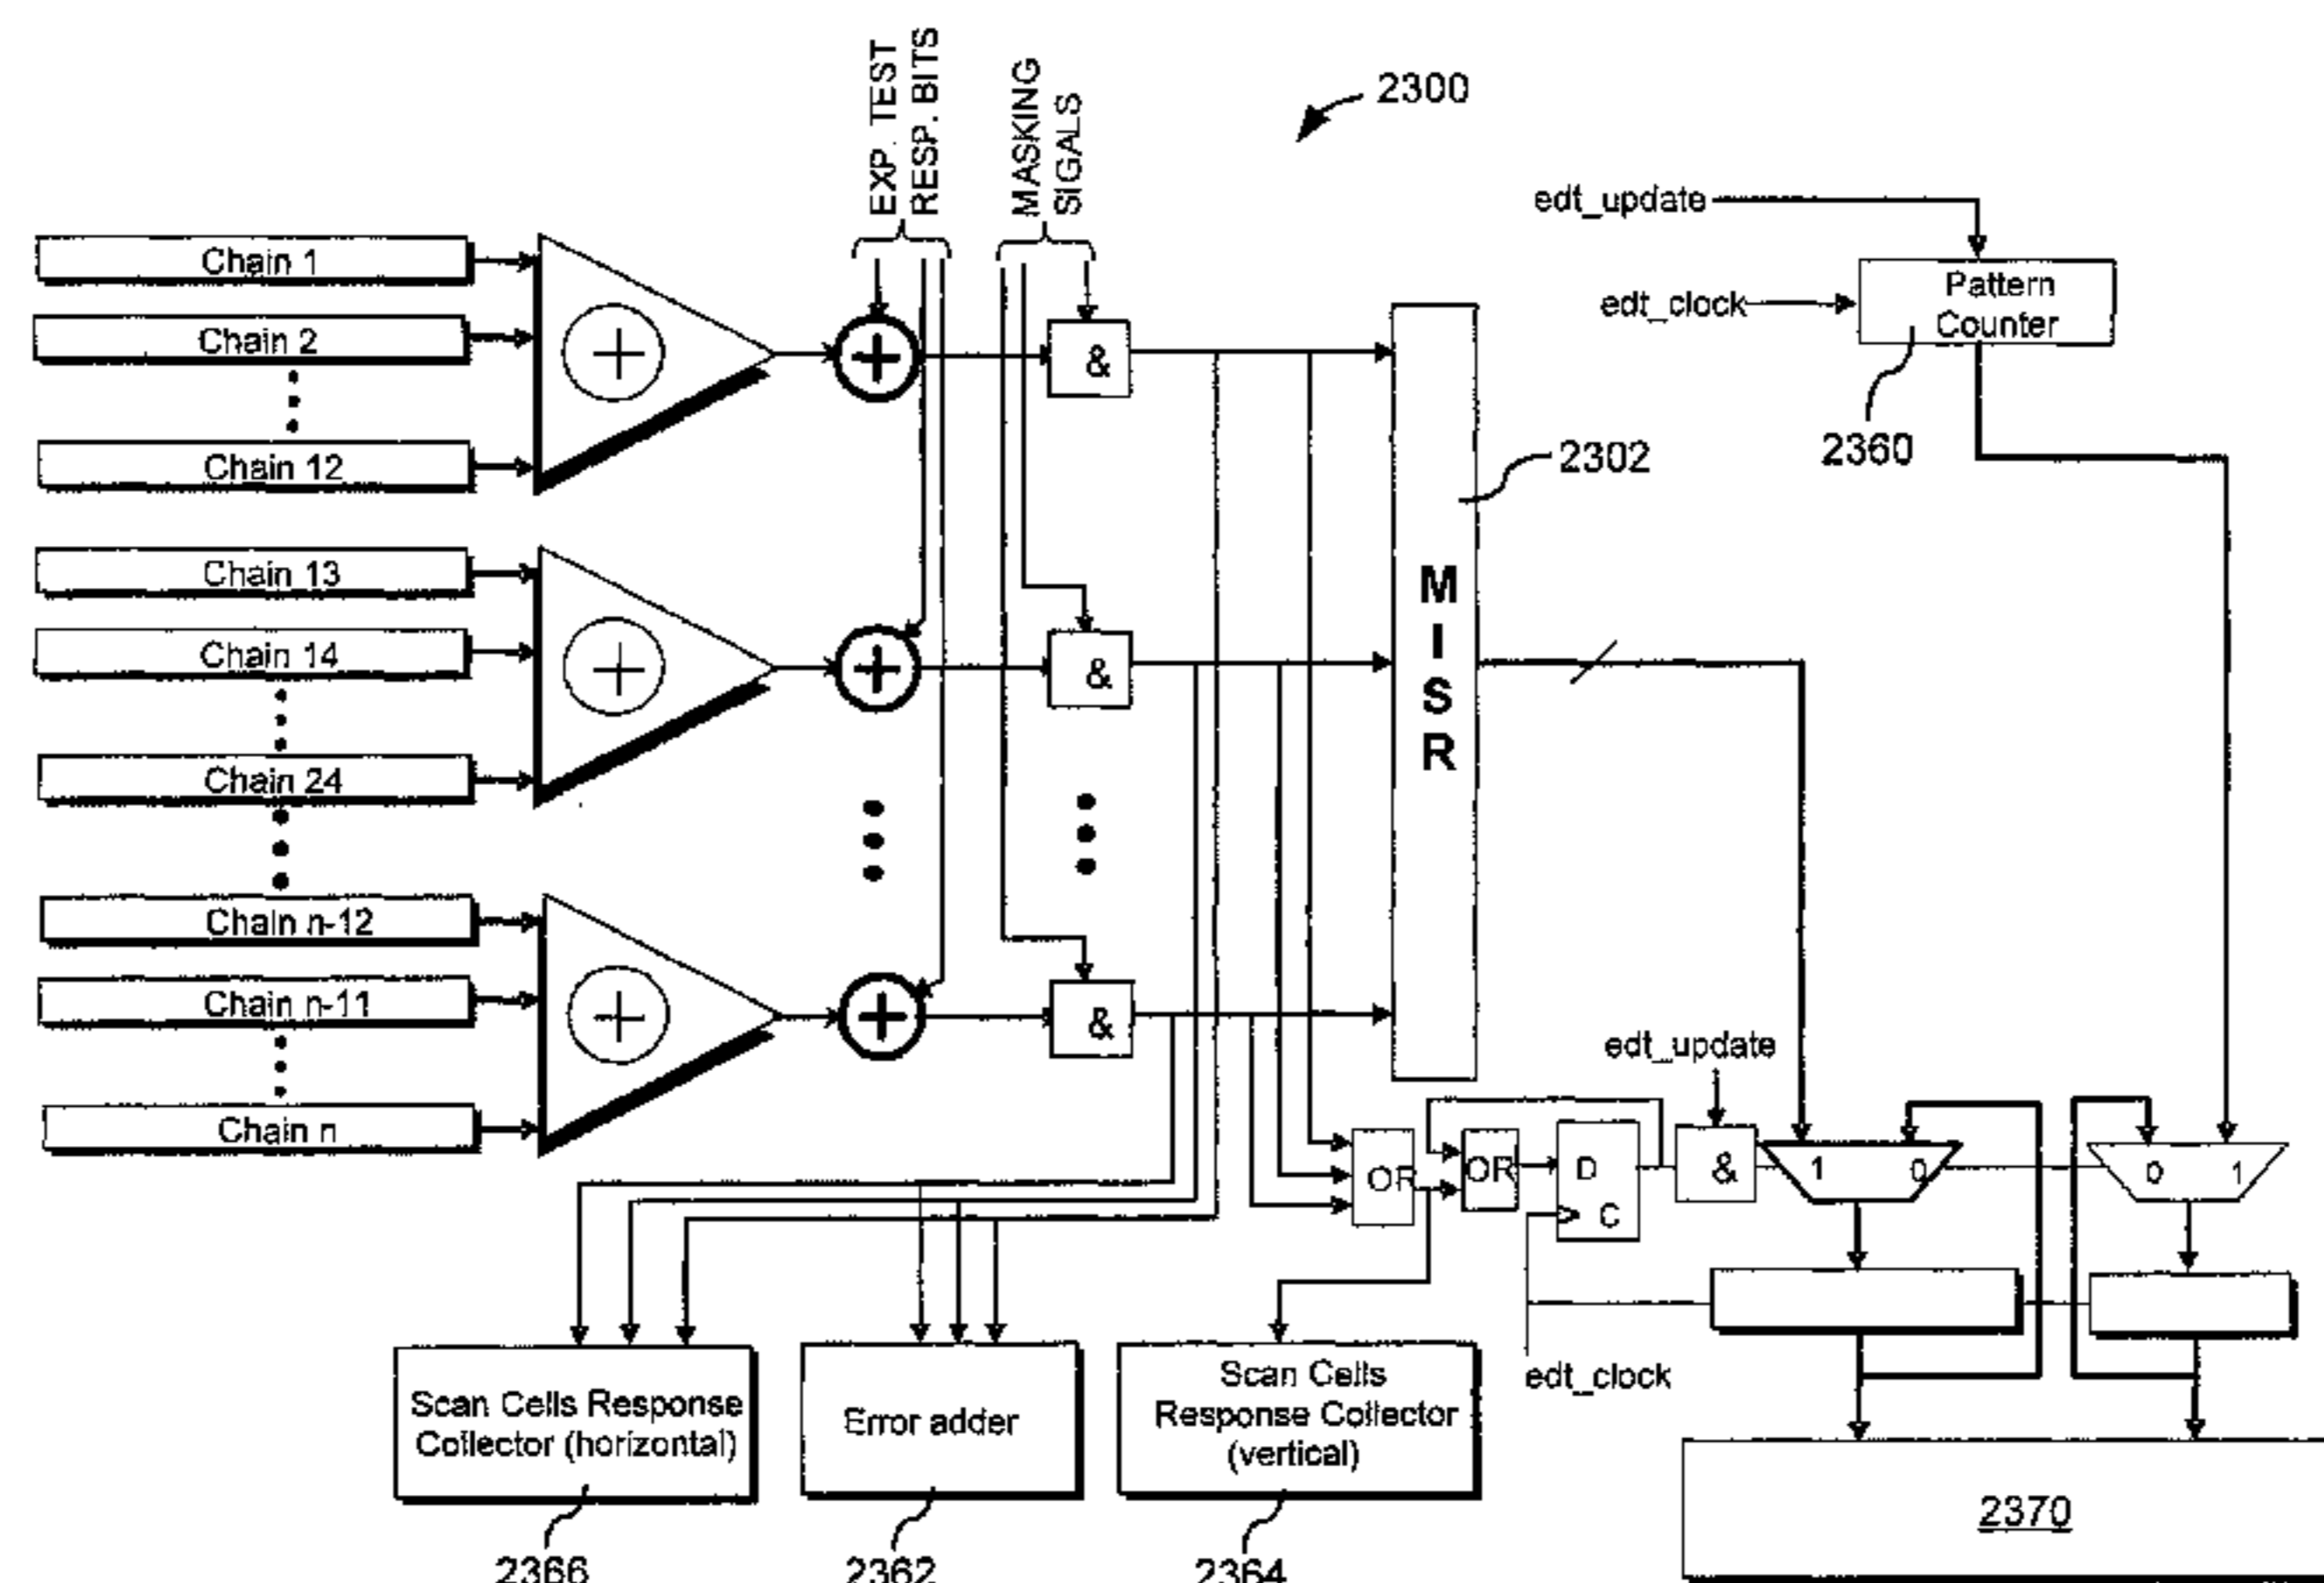 EXP. TEST
RESP. BITS
MASKING
SIGALS
2300
edt_update
edt_clock
Pattern
Counter
2360
Chain 1
Chain 2
Chain 12
Chain 13
Chain 14
Chain 24
Chain n-12
Chain n-11
Chain n
+
+
+
+
+
+
&
&
&
M
I
S
R
2302
edt_update
OR
OR
D
C
&
1
0
0
1
edt_clock
Scan Cells Response
Collector (horizontal)
2366
Error adder
2362
Scan Cells
Response Collector
(vertical)
2364
2370